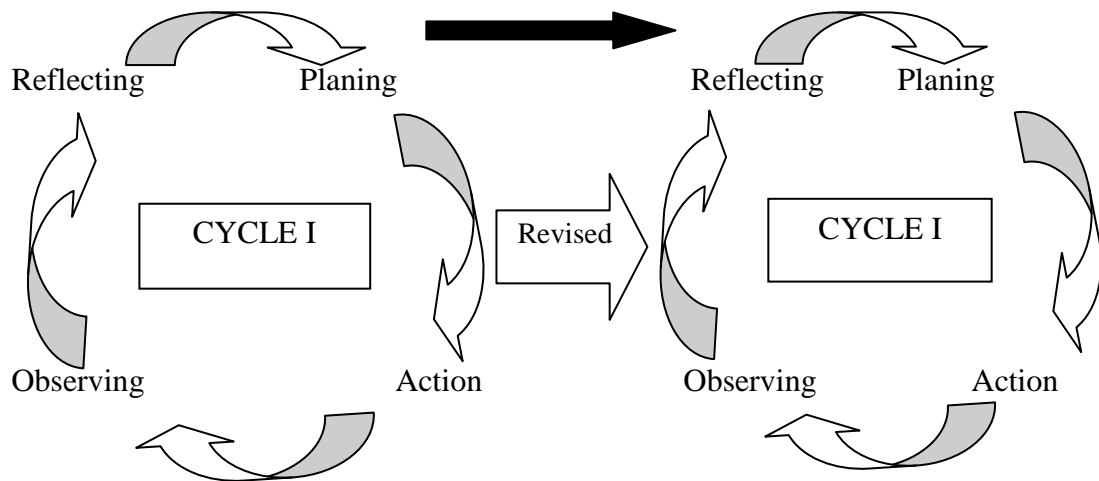 Reflecting Planing Reflecting Planing
CYCLE I Revised CYCLE I
Observing Action Observing Action